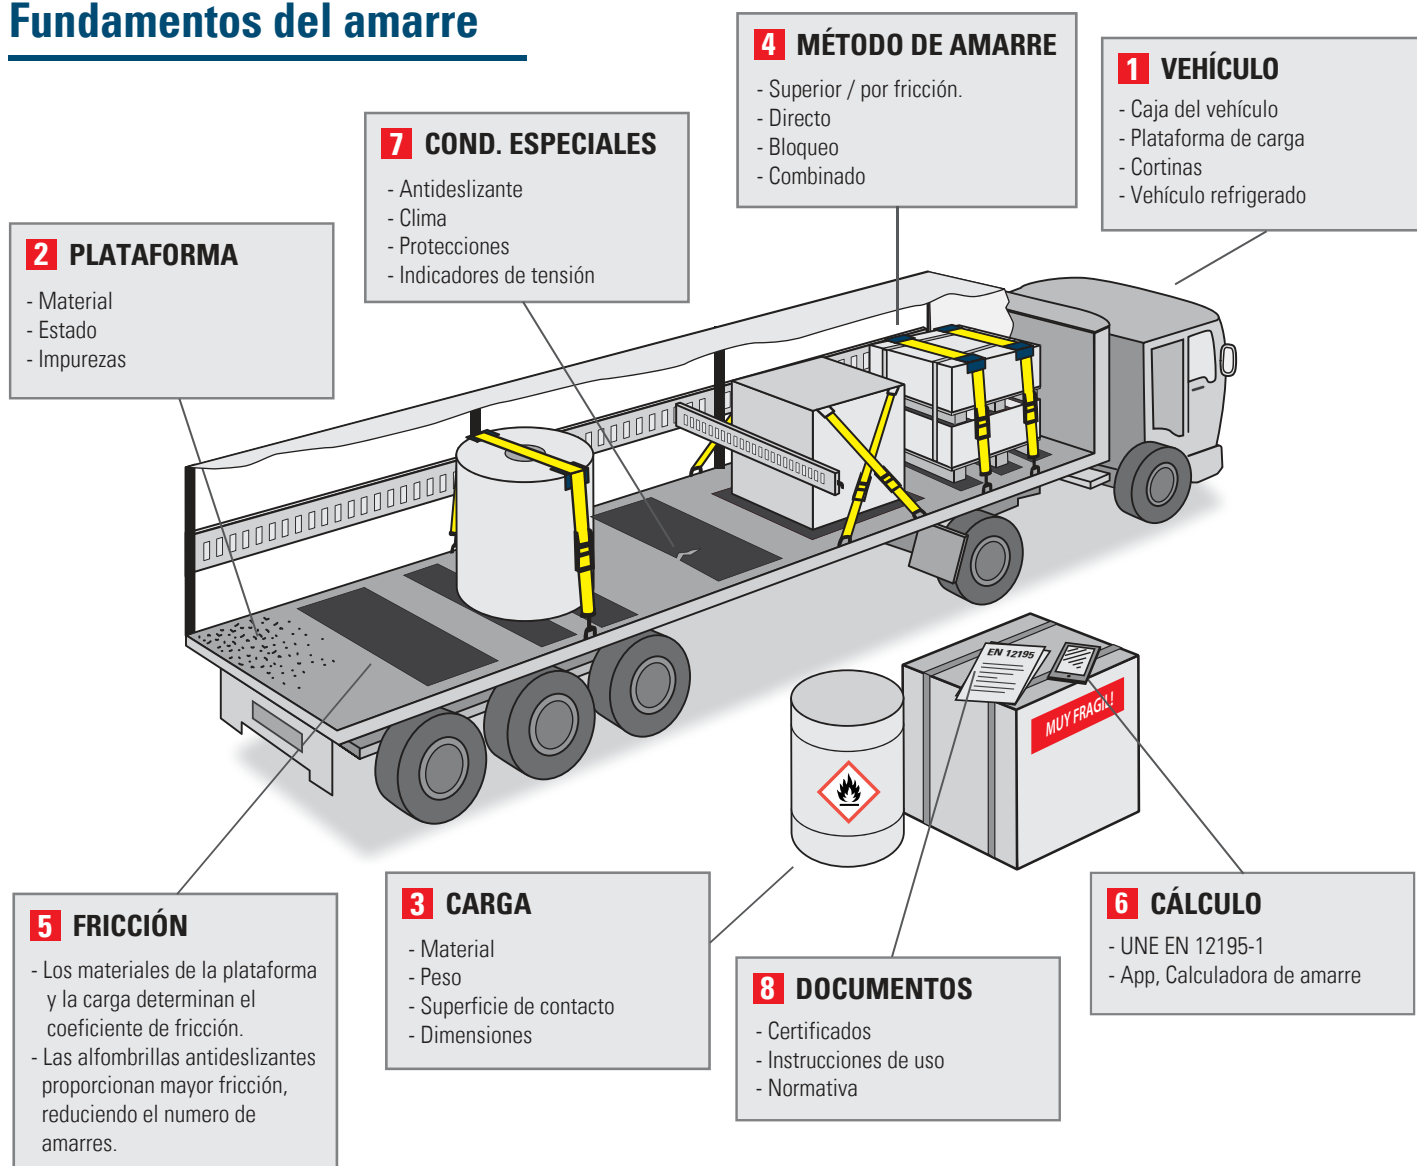 Fundamentos del amarre
4 MÉTODO DE AMARRE
- Superior / por fricción.
- Directo
- Bloqueo
- Combinado
1 VEHÍCULO
- Caja del vehículo
- Plataforma de carga
- Cortinas
- Vehículo refrigerado
7 COND. ESPECIALES
- Antideslizante
- Clima
- Protecciones
- Indicadores de tensión
2 PLATAFORMA
- Material
- Estado
- Impurezas
EN 12195
MUY FRAGIL!
5 FRICCIÓN
- Los materiales de la plataforma
y la carga determinan el
coeficiente de fricción.
- Las alfombrillas antideslizantes
proporcionan mayor fricción,
reduciendo el numero de
amarres.
3 CARGA
- Material
- Peso
- Superficie de contacto
- Dimensiones
8 DOCUMENTOS
- Certificados
- Instrucciones de uso
- Normativa
6 CÁLCULO
- UNE EN 12195-1
- App, Calculadora de amarre